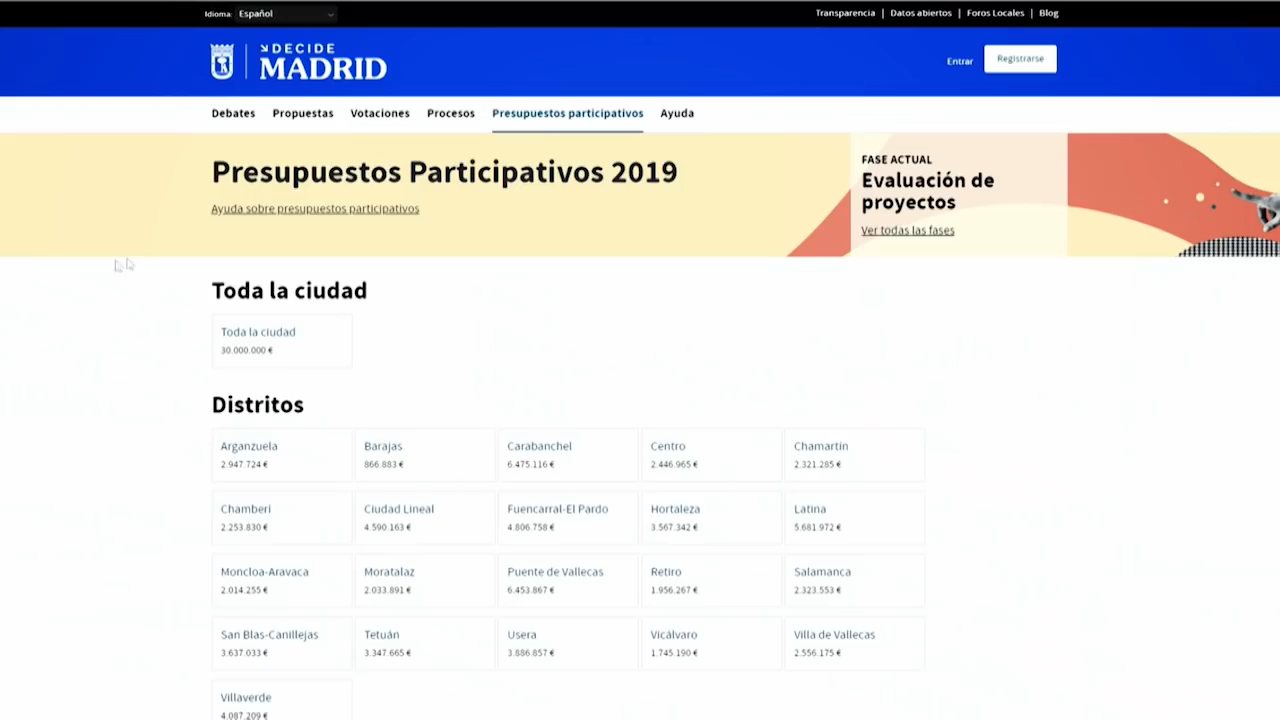 Idioma: Español
Transparencia | Datos abiertos | Foros Locales | Blog
DECIDE
MADRID
Entrar
Registrarse
Debates Propuestas Votaciones Procesos Presupuestos participativos Ayuda
Presupuestos Participativos 2019
Ayuda sobre presupuestos participativos
FASE ACTUAL
Evaluación de
proyectos
Ver todas las fases
Toda la ciudad
Toda la ciudad
30.000.000 €
Distritos
Arganzuela Barajas Carabanchel Centro Chamartín
2.947.724 € 866.883 € 6.475.116 € 2.446.965 € 2.321.285 €
Chamberí Ciudad Lineal Fuencarral-El Pardo Hortaleza Latina
2.253.830 € 4.590.163 € 4.806.758 € 3.567.342 € 5.681.972 €
Moncloa-Aravaca Moratalaz Puente de Vallecas Retiro Salamanca
2.014.255 € 2.033.891 € 6.453.867 € 1.956.267 € 2.323.553 €
San Blas-Canillejas Tetuán Usera Vicálvaro Villa de Vallecas
3.637.033 € 3.347.665 € 3.886.857 € 1.745.190 € 2.556.175 €
Villaverde
4.087.209 €